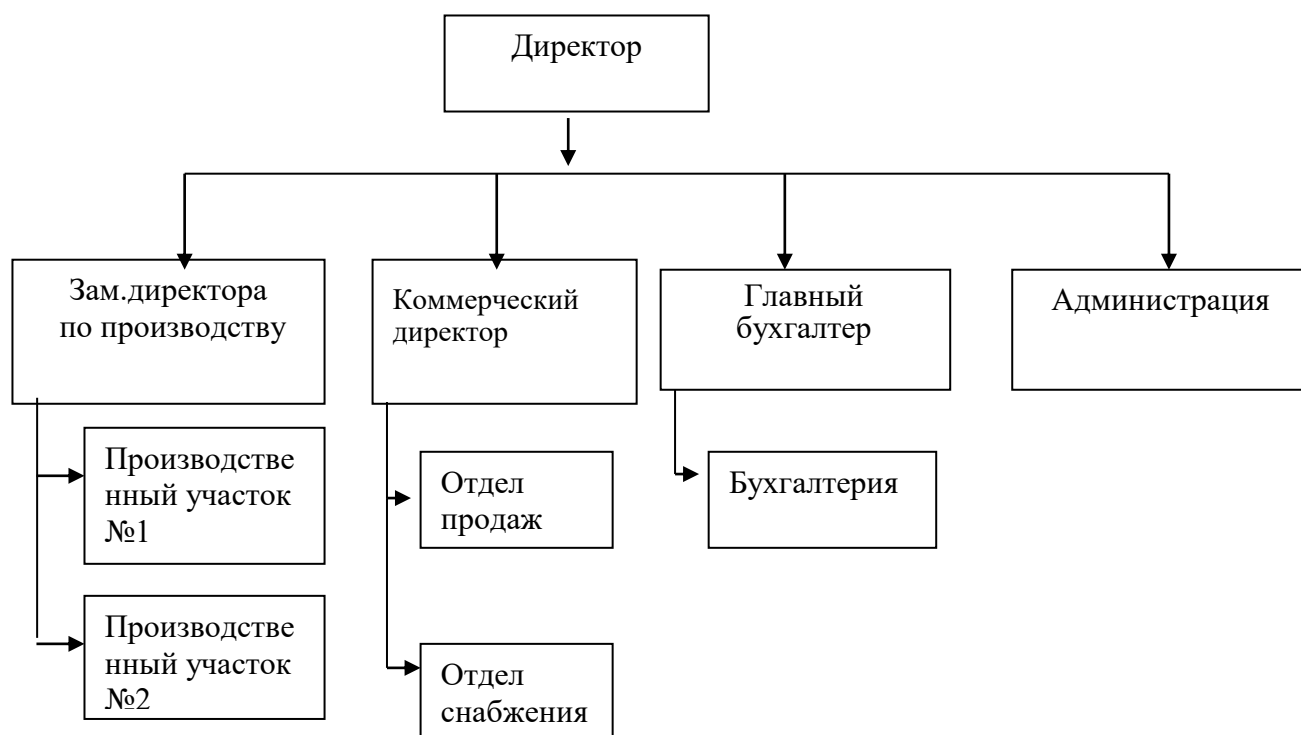 Директор
Зам.директора
по производству
Коммерческий
директор
Главный
бухгалтер
Администрация
Производстве
нный участок
№1
Отдел
продаж
Бухгалтерия
Производстве
нный участок
№2
Отдел
снабжения